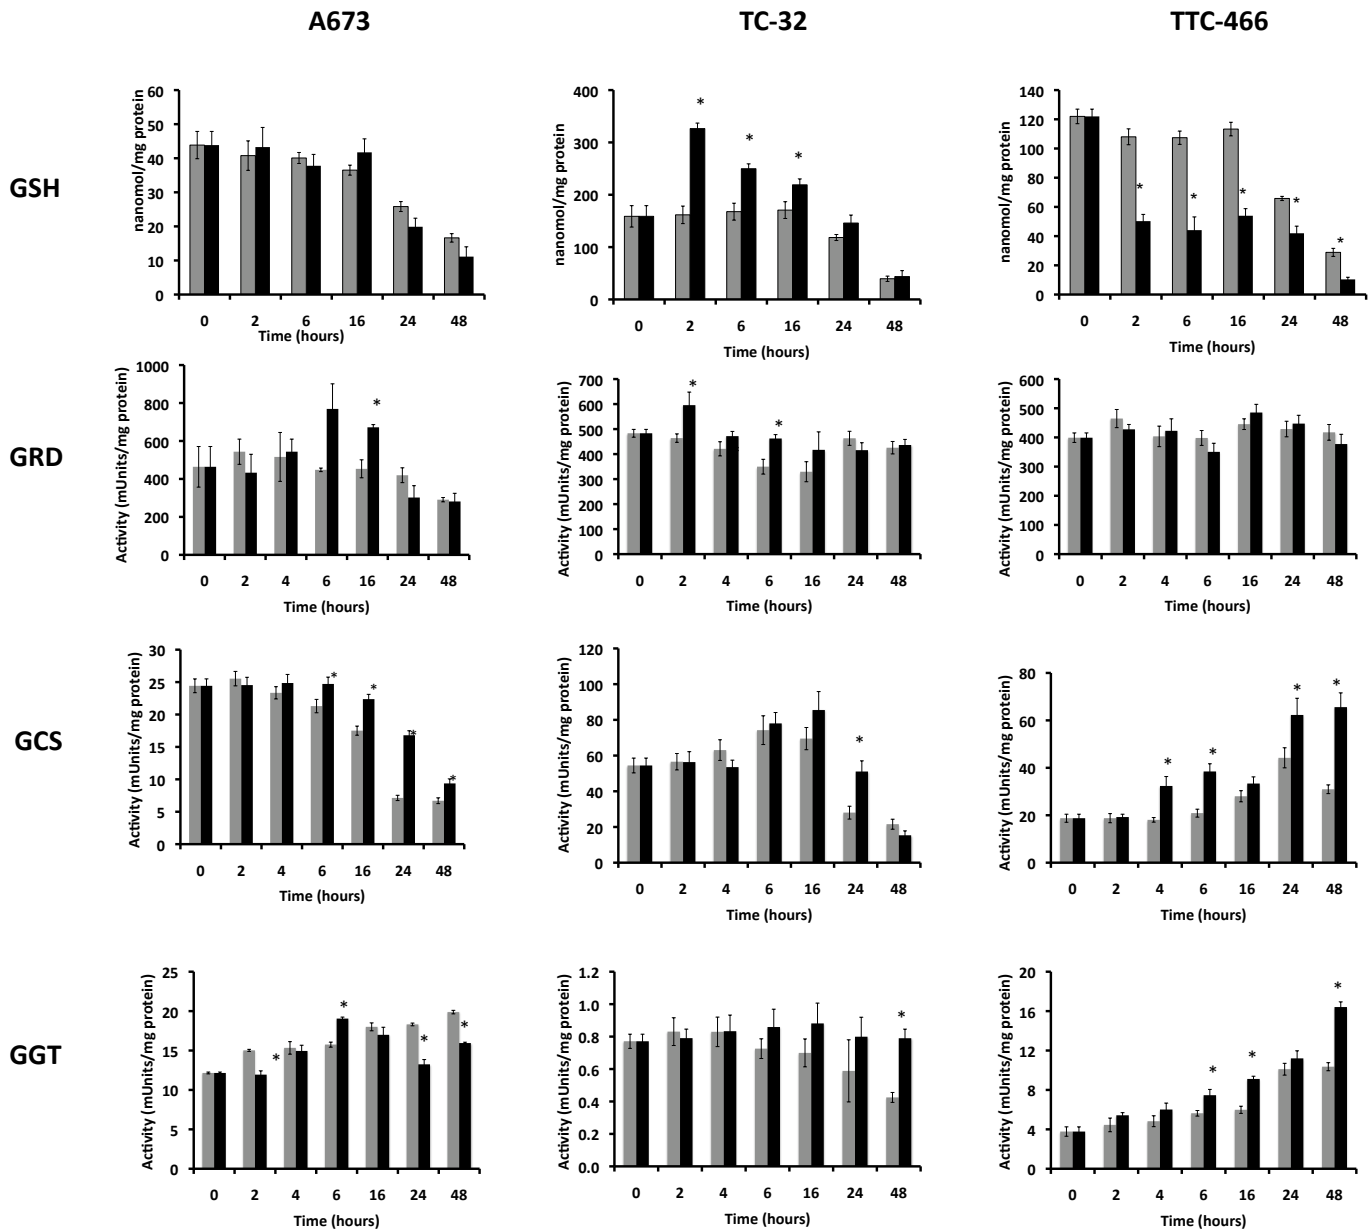 A673 TC-32 TTC-466
GSH
nanomol/mg protein
60
50
40
30
20
10
0
0 2 6 16 24 48
Time (hours)
* * *
nanomol/mg protein
400
300
200
100
0
0 2 6 16 24 48
Time (hours)
* * * * *
nanomol/mg protein
140
120
100
80
60
40
20
0
0 2 6 16 24 48
Time (hours)
GRD
*
Activity (mUnits/mg protein)
1000
800
600
400
200
0
0 2 4 6 16 24 48
Time (hours)
* *
Activity (mUnits/mg protein)
700
600
500
400
300
200
100
0
0 2 4 6 16 24 48
Time (hours)
Activity (mUnits/mg protein)
600
500
400
300
200
100
0
0 2 4 6 16 24 48
Time (hours)
GCS
* * * *
Activity (mUnits/mg protein)
30
25
20
15
10
5
0
0 2 4 6 16 24 48
Time (hours)
*
Activity (mUnits/mg protein)
120
100
80
60
40
20
0
0 2 4 6 16 24 48
Time (hours)
* * * *
Activity (mUnits/mg protein)
80
60
40
20
0
0 2 4 6 16 24 48
Time (hours)
GGT
* * * *
Activity (mUnits/mg protein)
25
20
15
10
5
0
0 2 4 6 16 24 48
Time (hours)
*
Activity (mUnits/mg protein)
1.2
1.0
0.8
0.6
0.4
0.2
0.0
0 2 4 6 16 24 48
Time (hours)
* * *
Activity (mUnits/mg protein)
20
16
12
8
4
0
0 2 4 6 16 24 48
Time (hours)